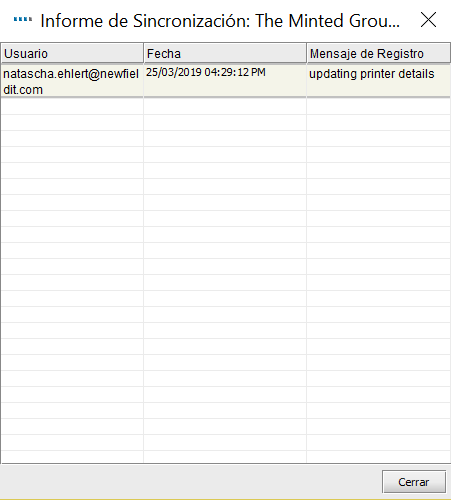 Informe de Sincronización: The Minted Grou...
Usuario Fecha Mensaje de Registro
natascha.ehlert@newfiel 25/03/2019 04:29:12 PM updating printer details
dit.com
Cerrar